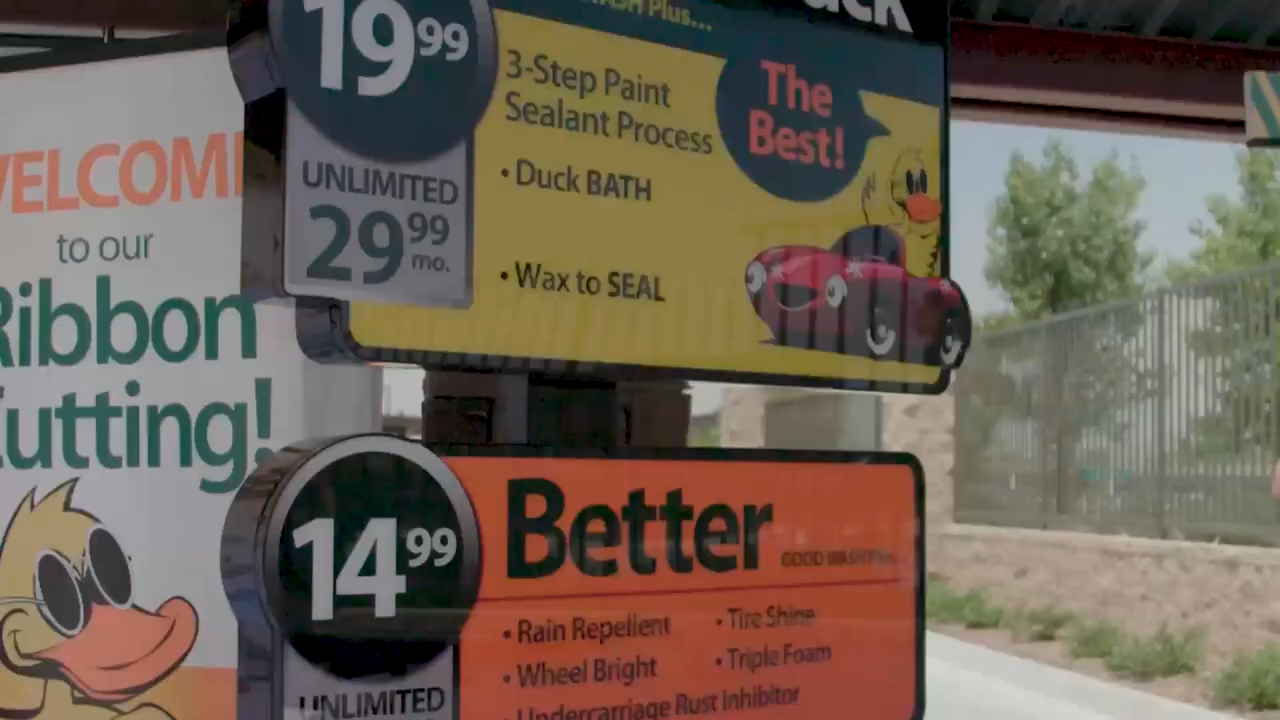 WELCOME
to our
Ribbon
Cutting!
19 99
UNLIMITED
29 99
mo.
Plus...
3-Step Paint
Sealant Process
• Duck BATH
• Wax to SEAL
The
Best!
14 99
UNLIMITED
Better
GOOD WASH Plus...
• Rain Repellent
• Wheel Bright
• Undercarriage Rust Inhibitor
• Tire Shine
• Triple Foam